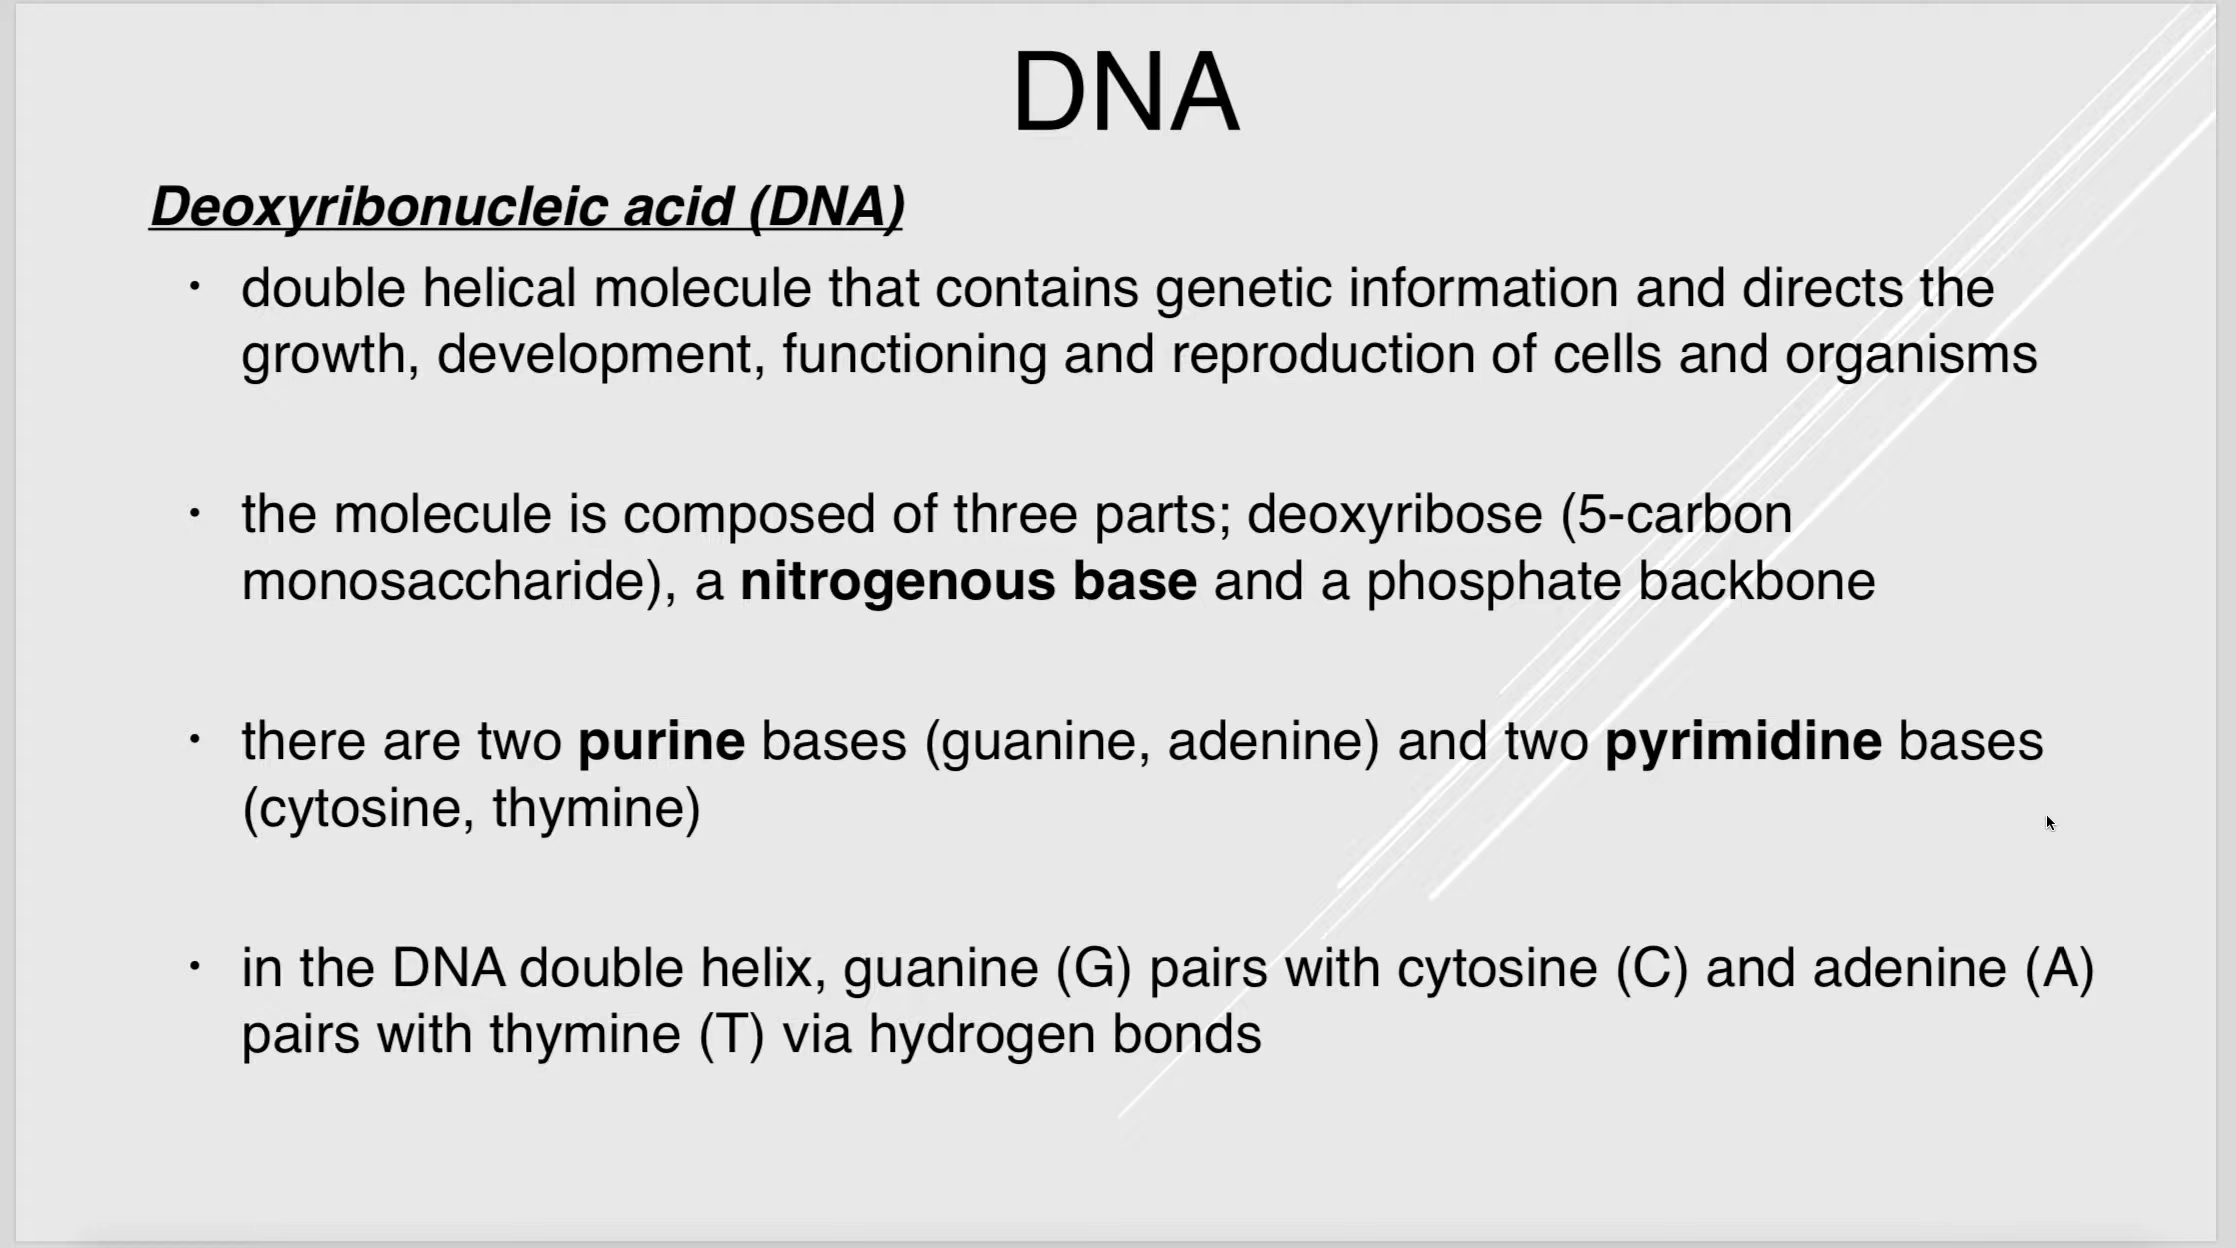 DNA
Deoxyribonucleic acid (DNA)
• double helical molecule that contains genetic information and directs the
growth, development, functioning and reproduction of cells and organisms
• the molecule is composed of three parts; deoxyribose (5-carbon
monosaccharide), a nitrogenous base and a phosphate backbone
• there are two purine bases (guanine, adenine) and two pyrimidine bases
(cytosine, thymine)
• in the DNA double helix, guanine (G) pairs with cytosine (C) and adenine (A)
pairs with thymine (T) via hydrogen bonds